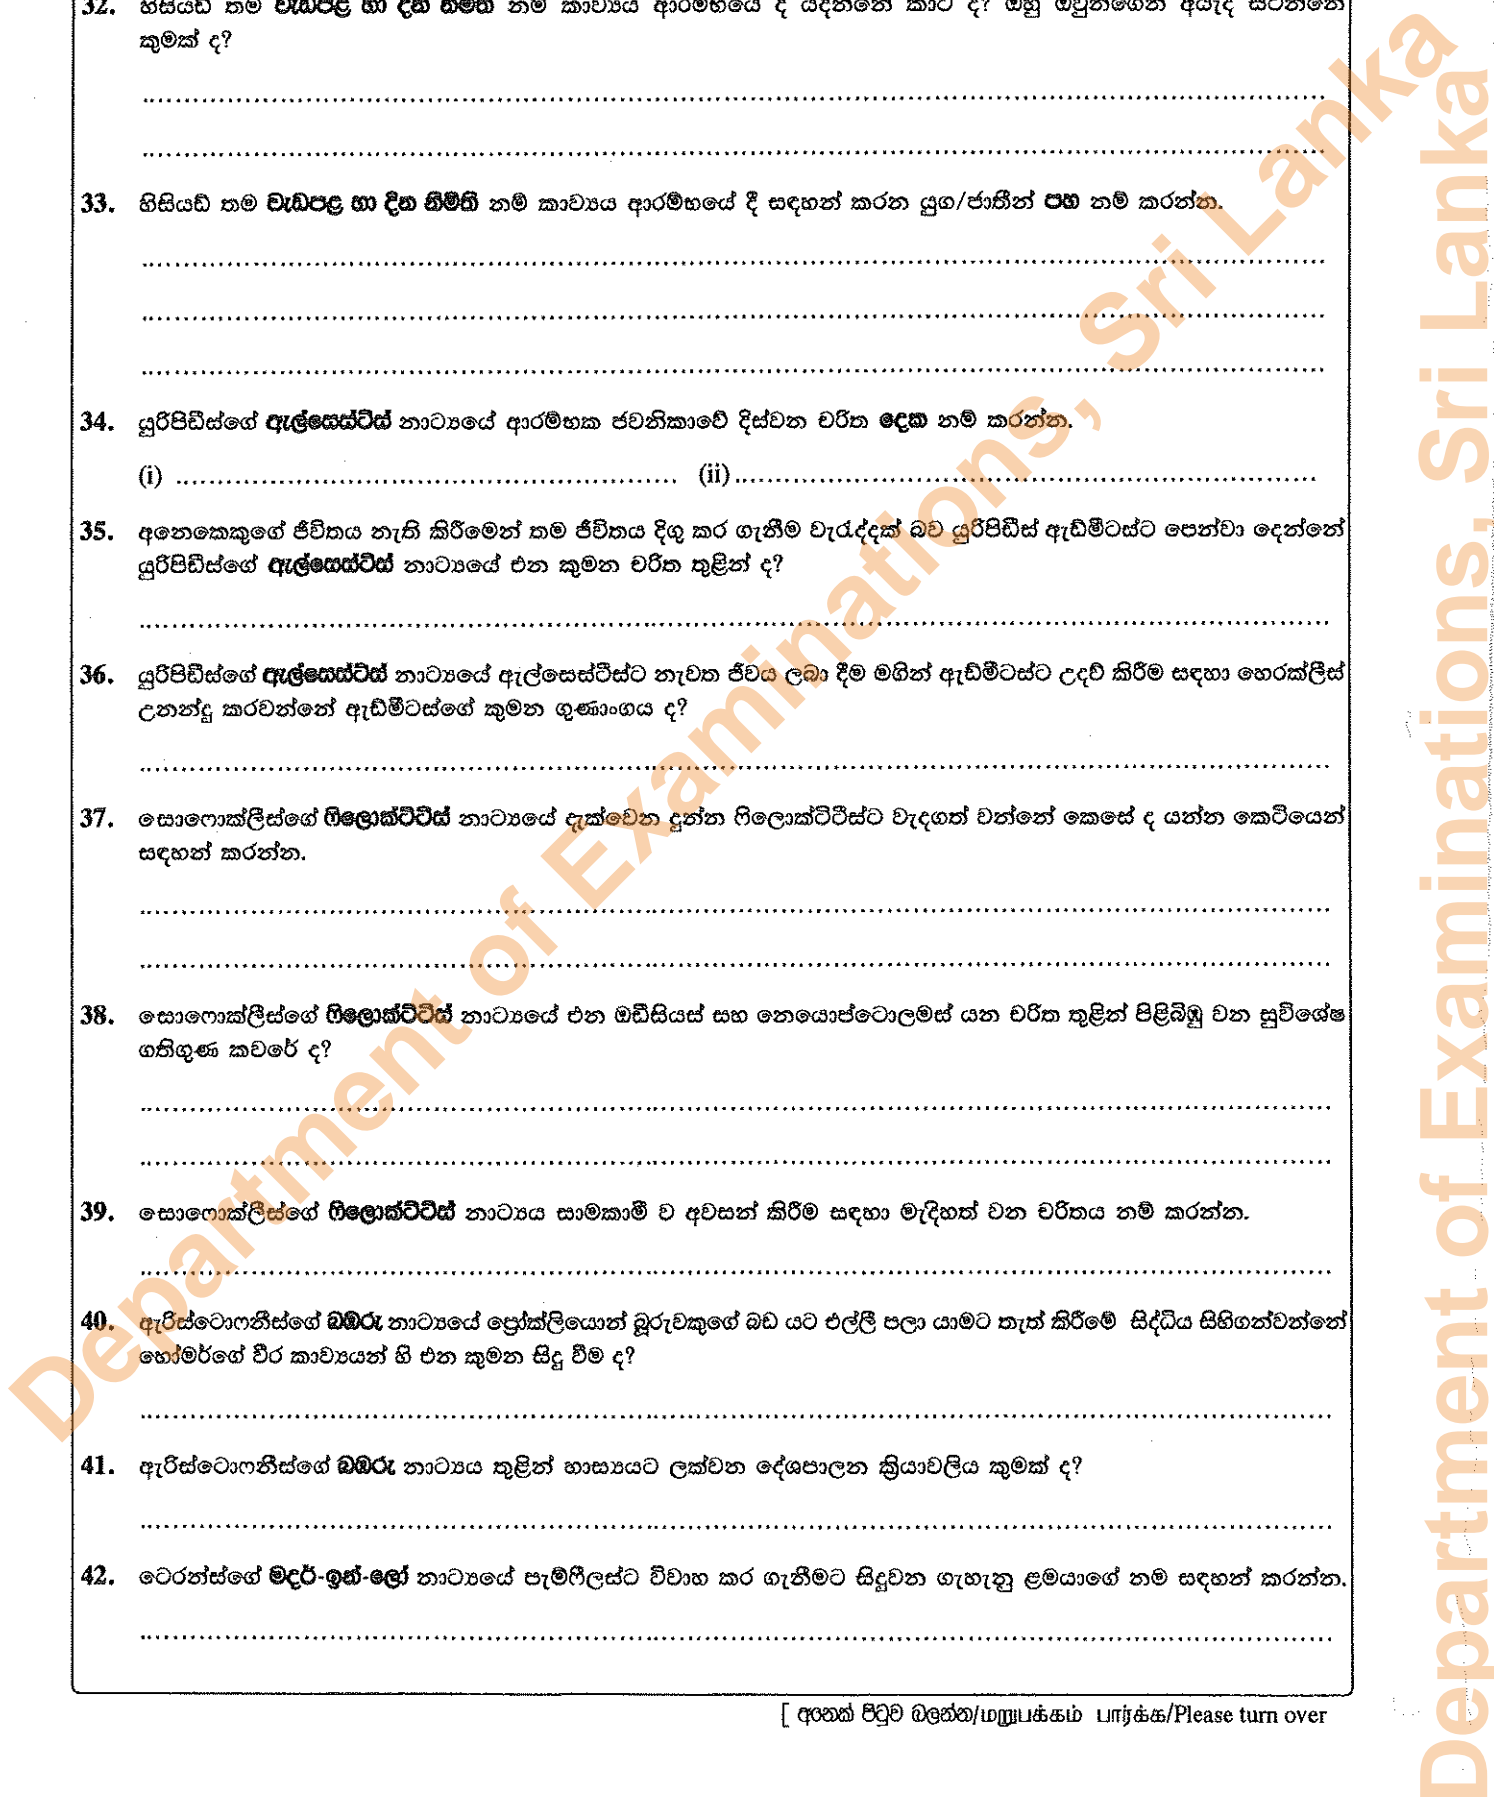 32. හිසියඩ් තම වැඩපළ හා දින නිමිති නම් කාව්‍යය ආරම්භයේ දී යදින්නේ කාට ද? ඔහු ඔවුන්ගෙන් අයැද සිටින්නේ
කුමක් ද?
33. හිසියඩ් තම වැඩපළ හා දින නිමිති නම් කාව්‍යය ආරම්භයේ දී සඳහන් කරන යුග/ජාතීන් පහ නම් කරන්න.
34. යුරිපිඩීස්ගේ ඇල්සෙස්ටිස් නාට්‍යයේ ආරම්භක ජවනිකාවේ දිස්වන චරිත දෙක නම් කරන්න.
(i) (ii)
35. අනෙකෙකුගේ ජීවිතය නැති කිරීමෙන් තම ජීවිතය දිගු කර ගැනීම වැරැද්දක් බව යුරිපිඩීස් ඇඩ්මීටස්ට පෙන්වා දෙන්නේ
යුරිපිඩීස්ගේ ඇල්සෙස්ටිස් නාට්‍යයේ එන කුමන චරිත තුළින් ද?
36. යුරිපිඩීස්ගේ ඇල්සෙස්ටිස් නාට්‍යයේ ඇල්සෙස්ටිස්ට නැවත ජීවය ලබා දීම මගින් ඇඩ්මීටස්ට උදව් කිරීම සඳහා හෙරක්ලීස්
උනන්දු කරවන්නේ ඇඩ්මීටස්ගේ කුමන ගුණාංගය ද?
37. සොෆොක්ලීස්ගේ ෆිලොක්ටිටීස් නාට්‍යයේ දැක්වෙන දුන්න ෆිලොක්ටිටීස්ට වැදගත් වන්නේ කෙසේ ද යන්න කෙටියෙන්
සඳහන් කරන්න.
38. සොෆොක්ලීස්ගේ ෆිලොක්ටිටීස් නාට්‍යයේ එන ඔඩිසියස් සහ නෙයොප්ටොලමස් යන චරිත තුළින් පිළිබිඹු වන සුවිශේෂ
ගතිගුණ කවරේ ද?
39. සොෆොක්ලීස්ගේ ෆිලොක්ටිටීස් නාට්‍යය සාමකාමී ව අවසන් කිරීම සඳහා මැදිහත් වන චරිතය නම් කරන්න.
40. ඇරිස්ටොෆනීස්ගේ බඹරු නාට්‍යයේ ප්‍රෝක්ලියොන් බූරුවකුගේ බඩ යට එල්ලී පලා යාමට තැත් කිරීමේ සිද්ධිය සිහිගන්වන්නේ
හෝමර්ගේ වීර කාව්‍යයන් හි එන කුමන සිදු වීම ද?
41. ඇරිස්ටොෆනීස්ගේ බඹරු නාට්‍යය තුළින් හාස්‍යයට ලක්වන දේශපාලන ක්‍රියාවලිය කුමක් ද?
42. ටෙරන්ස්ගේ මදර්-ඉන්-ලෝ නාට්‍යයේ පැම්ෆිලස්ට විවාහ කර ගැනීමට සිදුවන ගැහැනු ළමයාගේ නම සඳහන් කරන්න.
[ අනෙක් පිටුව බලන්න/மறுபக்கம் பார்க்க/Please turn over
Department of Examinations, Sri Lanka
Department of Examinations, Sri Lanka